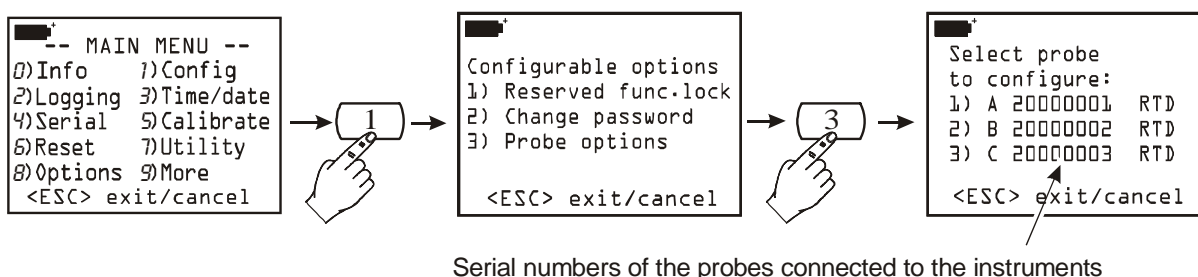 -- MAIN MENU --
0)Info 1)Config
2)Logging 3)Time/date
4)Serial 5)Calibrate
6)Reset 7)Utility
8)Options 9)More
<ESC> exit/cancel
1
Configurable options
1) Reserved func.lock
2) Change password
3) Probe options
<ESC> exit/cancel
3
Select probe
to configure:
1) A 20000001 RTD
2) B 20000002 RTD
3) C 20000003 RTD
<ESC> exit/cancel
Serial numbers of the probes connected to the instruments